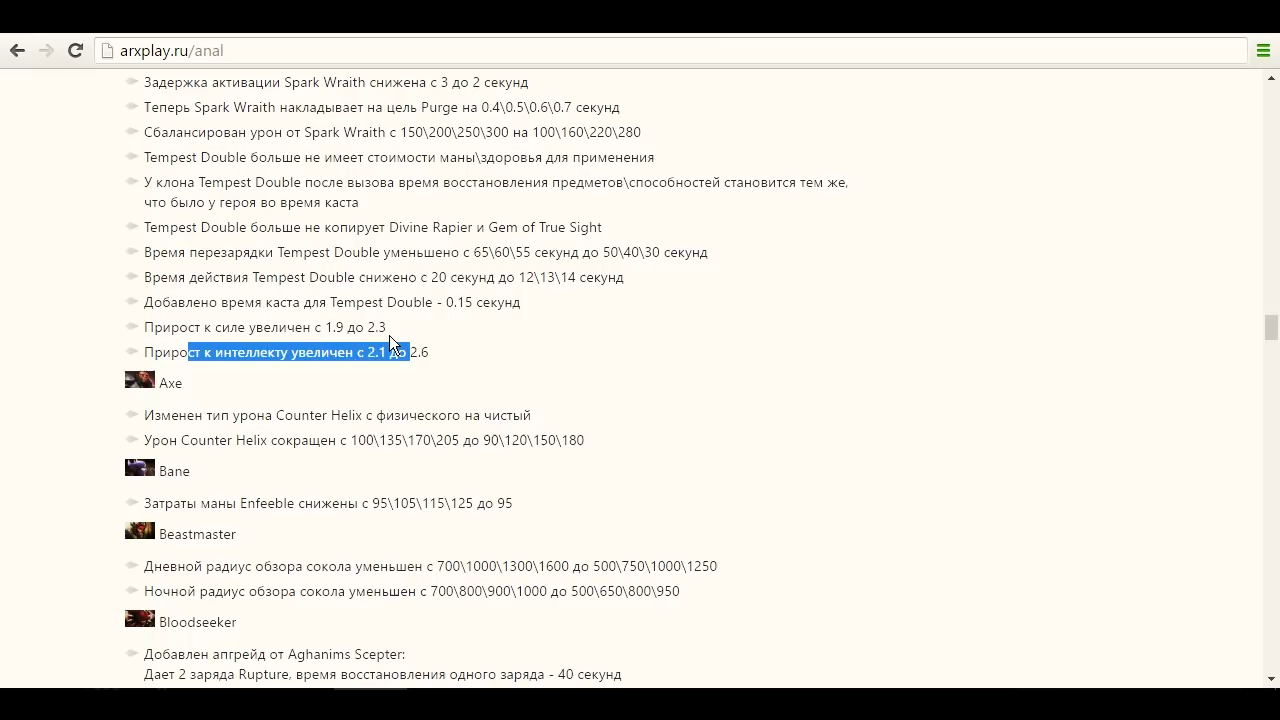 arxplay.ru/anal
Задержка активации Spark Wraith снижена с 3 до 2 секунд
Теперь Spark Wraith накладывает на цель Purge на 0.4\0.5\0.6\0.7 секунд
Сбалансирован урон от Spark Wraith с 150\200\250\300 на 100\160\220\280
Tempest Double больше не имеет стоимости маны\здоровья для применения
У клона Tempest Double после вызова время восстановления предметов\способностей становится тем же,
что было у героя во время каста
Tempest Double больше не копирует Divine Rapier и Gem of True Sight
Время перезарядки Tempest Double уменьшено с 65\60\55 секунд до 50\40\30 секунд
Время действия Tempest Double снижено с 20 секунд до 12\13\14 секунд
Добавлено время каста для Tempest Double - 0.15 секунд
Прирост к силе увеличен с 1.9 до 2.3
Прирост к интеллекту увеличен с 2.1 до 2.6
Axe
Изменен тип урона Counter Helix с физического на чистый
Урон Counter Helix сокращен с 100\135\170\205 до 90\120\150\180
Bane
Затраты маны Enfeeble снижены с 95\105\115\125 до 95
Beastmaster
Дневной радиус обзора сокола уменьшен с 700\1000\1300\1600 до 500\750\1000\1250
Ночной радиус обзора сокола уменьшен с 700\800\900\1000 до 500\650\800\950
Bloodseeker
Добавлен апгрейд от Aghanims Scepter:
Дает 2 заряда Rupture, время восстановления одного заряда - 40 секунд